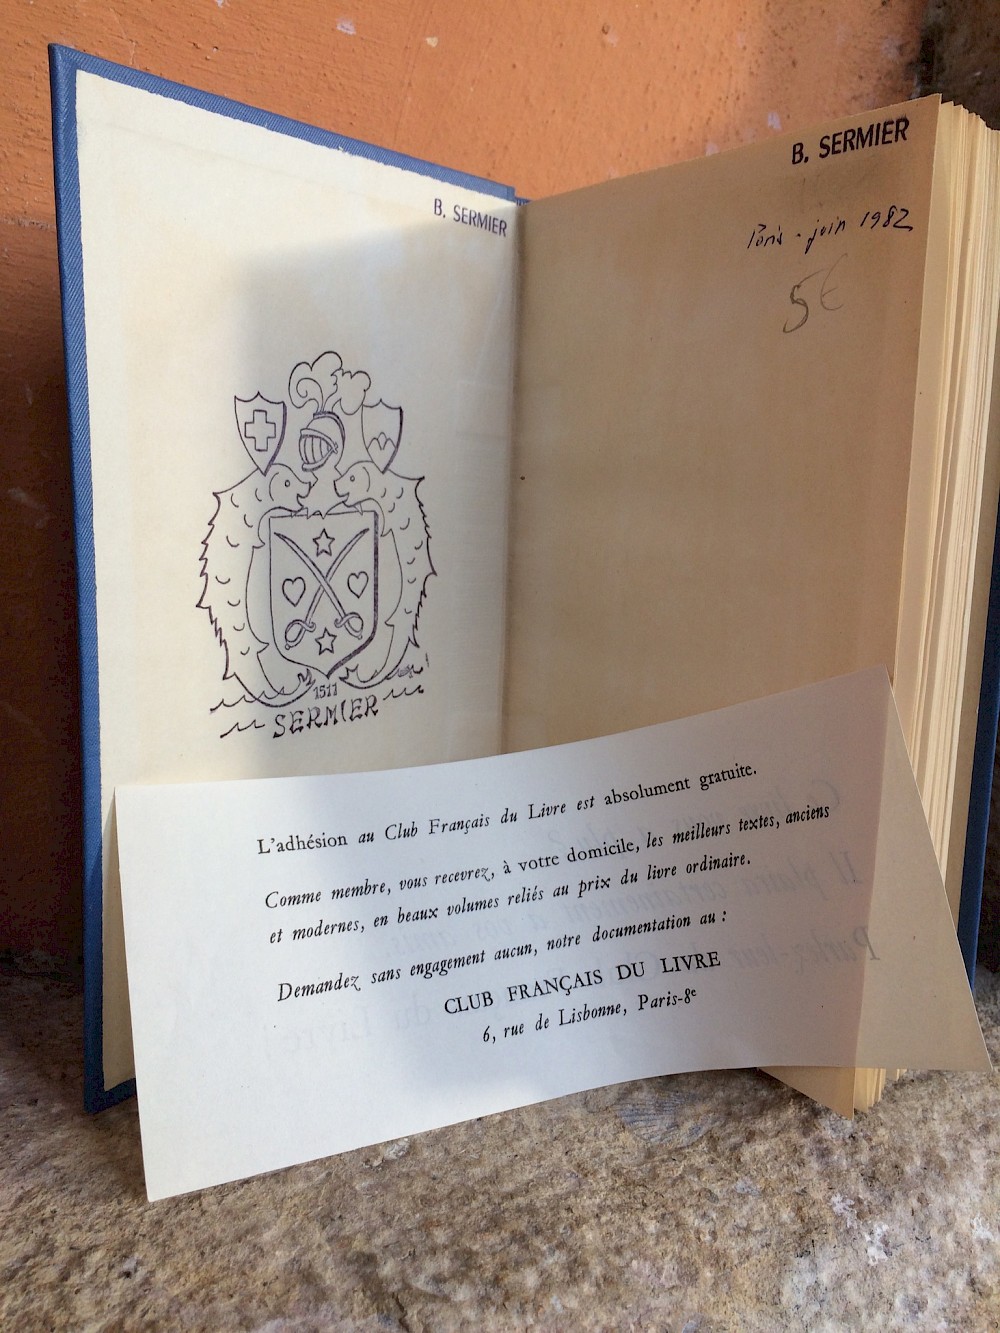 B. SERMIER
1511
SERMIER
B. SERMIER
Paris - juin 1982
5€
L'adhésion au Club Français du Livre est absolument gratuite.
Comme membre, vous recevrez, à votre domicile, les meilleurs textes, anciens
et modernes, en beaux volumes reliés au prix du livre ordinaire.
Demandez sans engagement aucun, notre documentation au :
CLUB FRANÇAIS DU LIVRE
6, rue de Lisbonne, Paris-8e